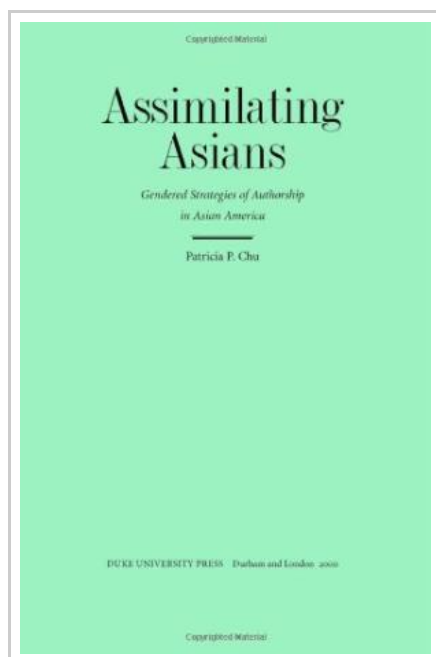 Copyrighted Material
Assimilating
Asians
Gendered Strategies of Authorship
in Asian America
Patricia P. Chu
DUKE UNIVERSITY PRESS Durham and London 2000
Copyrighted Material